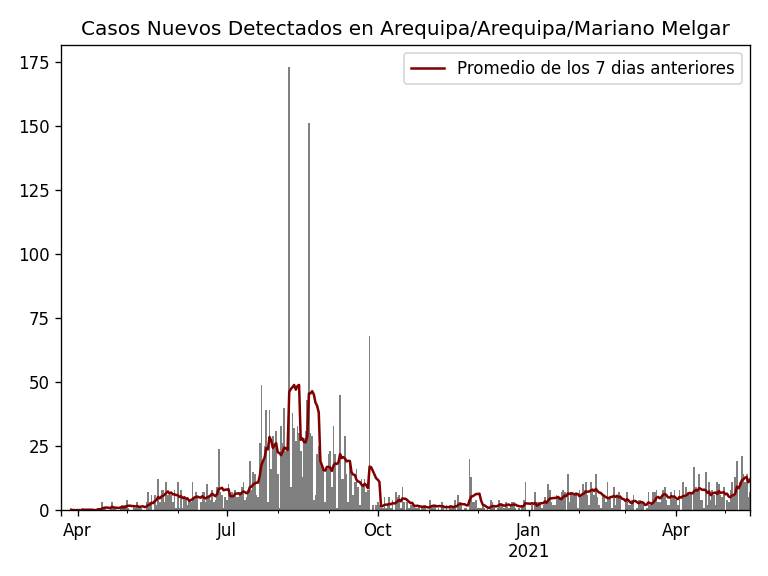 Casos Nuevos Detectados en Arequipa/Arequipa/Mariano Melgar
Promedio de los 7 dias anteriores
175
150
125
100
75
50
25
0
Apr
Jul
Oct
Jan
2021
Apr